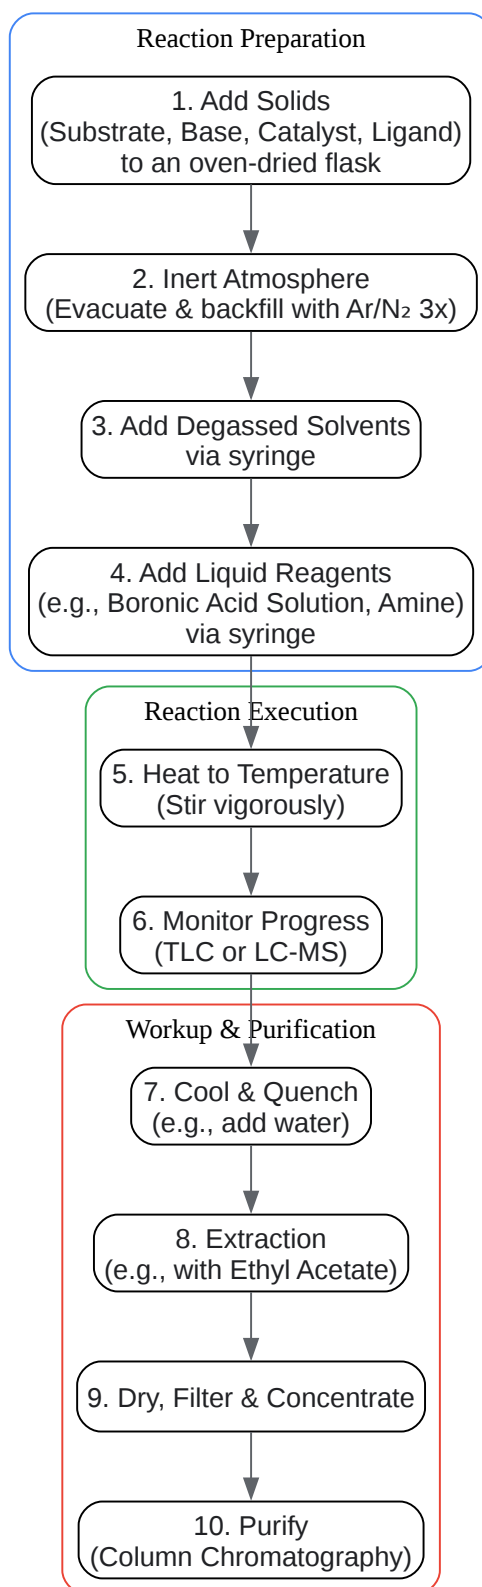 Reaction Preparation
1. Add Solids
(Substrate, Base, Catalyst, Ligand)
to an oven-dried flask
2. Inert Atmosphere
(Evacuate & backfill with Ar/N₂ 3x)
3. Add Degassed Solvents
via syringe
4. Add Liquid Reagents
(e.g., Boronic Acid Solution, Amine)
via syringe
Reaction Execution
5. Heat to Temperature
(Stir vigorously)
6. Monitor Progress
(TLC or LC-MS)
Workup & Purification
7. Cool & Quench
(e.g., add water)
8. Extraction
(e.g., with Ethyl Acetate)
9. Dry, Filter & Concentrate
10. Purify
(Column Chromatography)